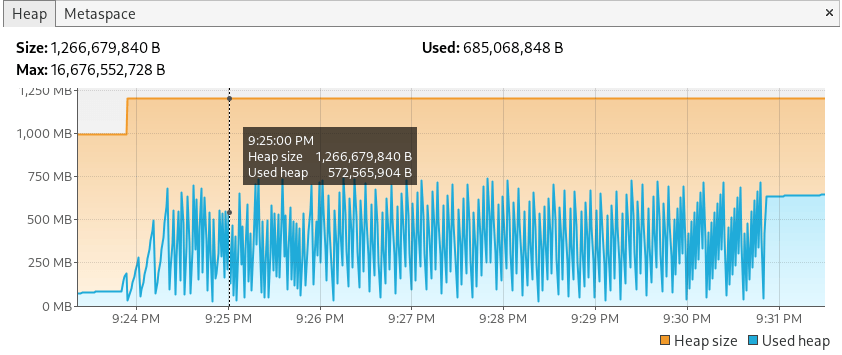 Heap Metaspace ×
Size: 1,266,679,840 B Used: 685,068,848 B
Max: 16,676,552,728 B
1,250 MB
1,000 MB
750 MB
500 MB
250 MB
0 MB
9:25:00 PM
Heap size 1,266,679,840 B
Used heap 572,565,904 B
9:24 PM 9:25 PM 9:26 PM 9:27 PM 9:28 PM 9:29 PM 9:30 PM 9:31 PM
Heap size Used heap